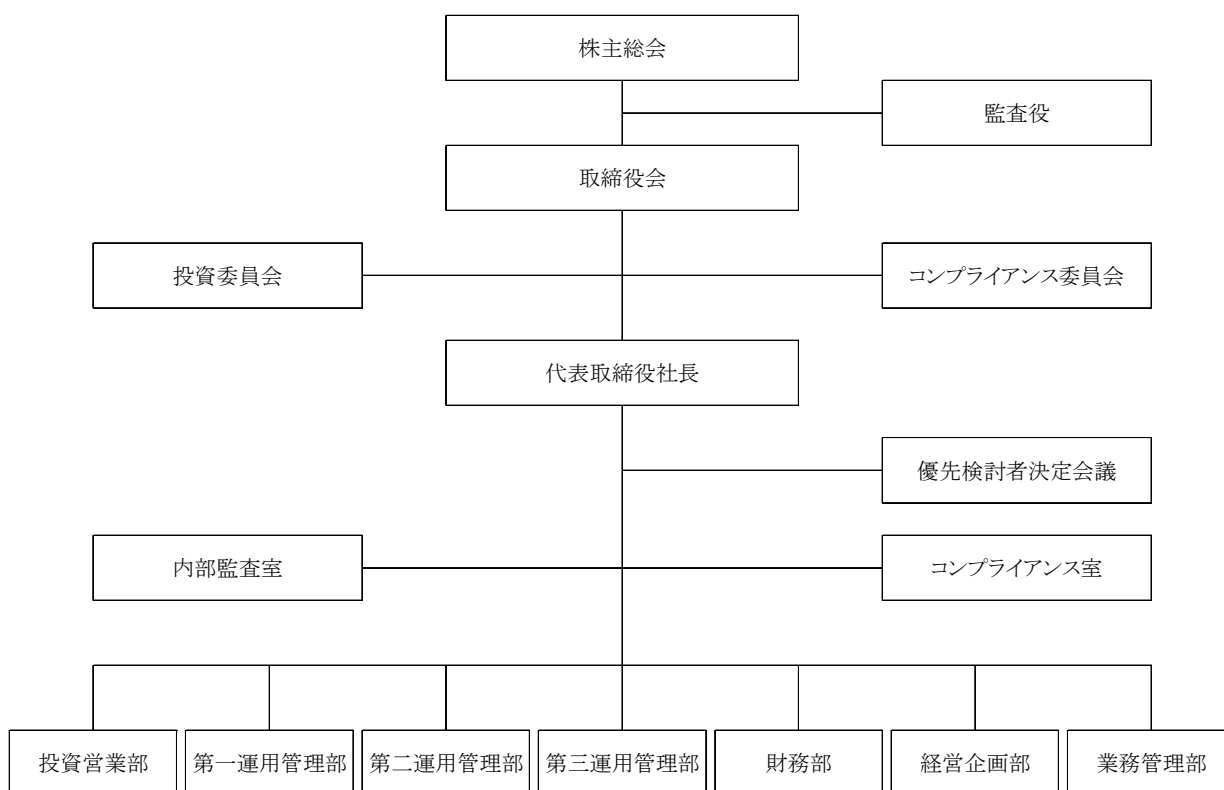 株主総会
監査役
取締役会
投資委員会
コンプライアンス委員会
代表取締役社長
優先検討者決定会議
内部監査室
コンプライアンス室
投資営業部
第一運用管理部
第二運用管理部
第三運用管理部
財務部
経営企画部
業務管理部